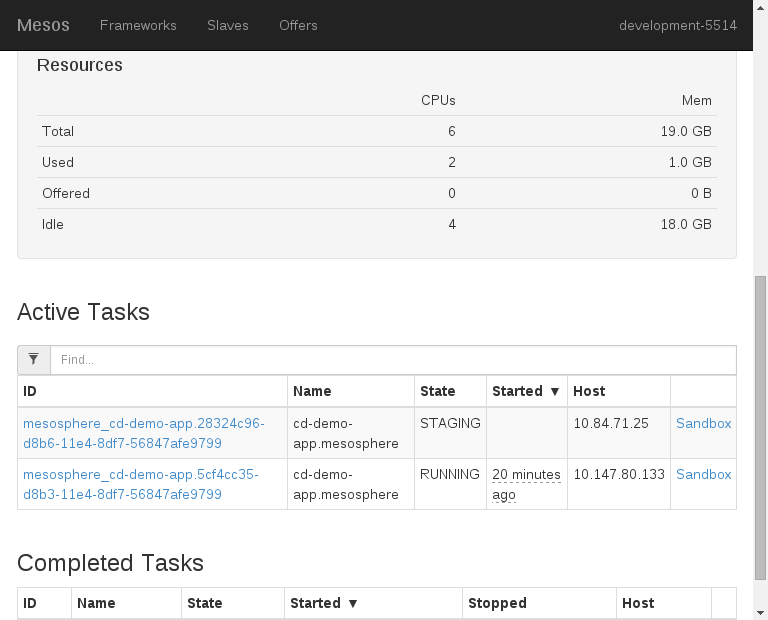 Mesos Frameworks Slaves Offers development-5514
Resources
CPUs Mem
Total 6 19.0 GB
Used 2 1.0 GB
Offered 0 0 B
Idle 4 18.0 GB
Active Tasks
Find...
ID Name State Started ▼ Host
mesosphere_cd-demo-app.28324c96- cd-demo- STAGING 10.84.71.25 Sandbox
d8b6-11e4-8df7-56847afe9799 app.mesosphere
mesosphere_cd-demo-app.5cf4cc35- cd-demo- RUNNING 20 minutes 10.147.80.133 Sandbox
d8b3-11e4-8df7-56847afe9799 app.mesosphere ago
Completed Tasks
ID Name State Started ▼ Stopped Host